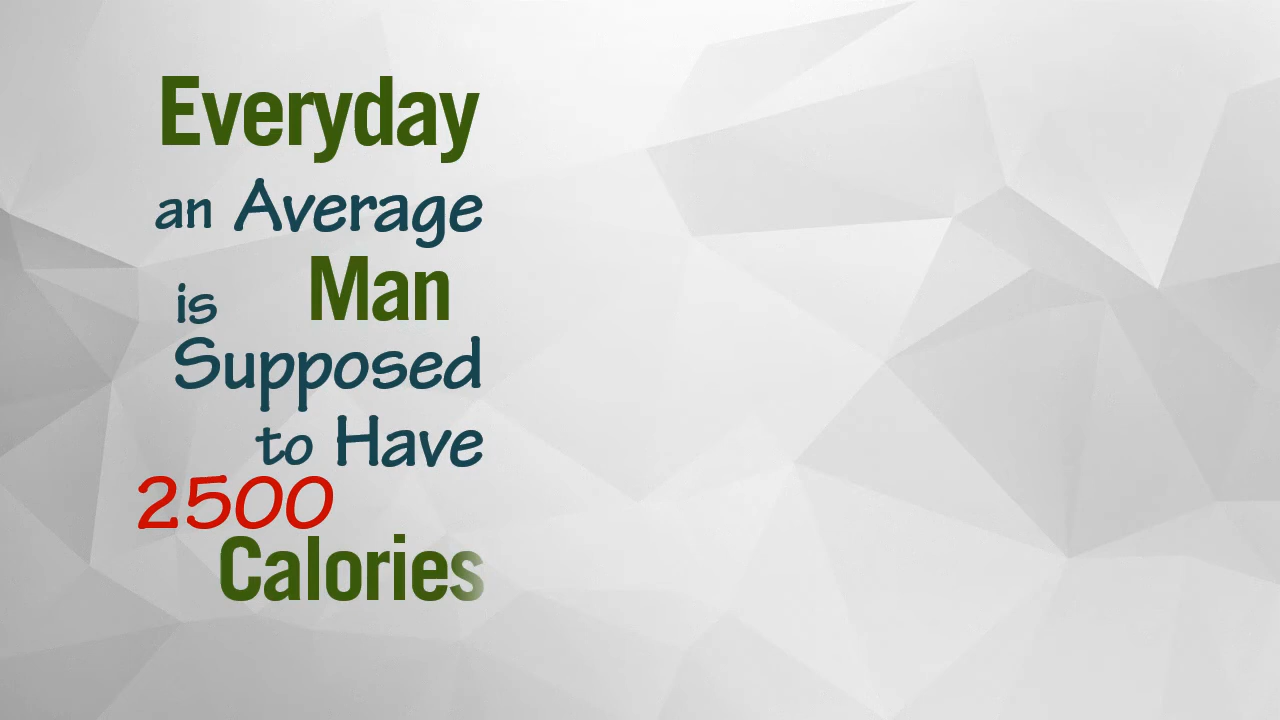 Everyday
an Average
is Man
Supposed
to Have
2500
Calories